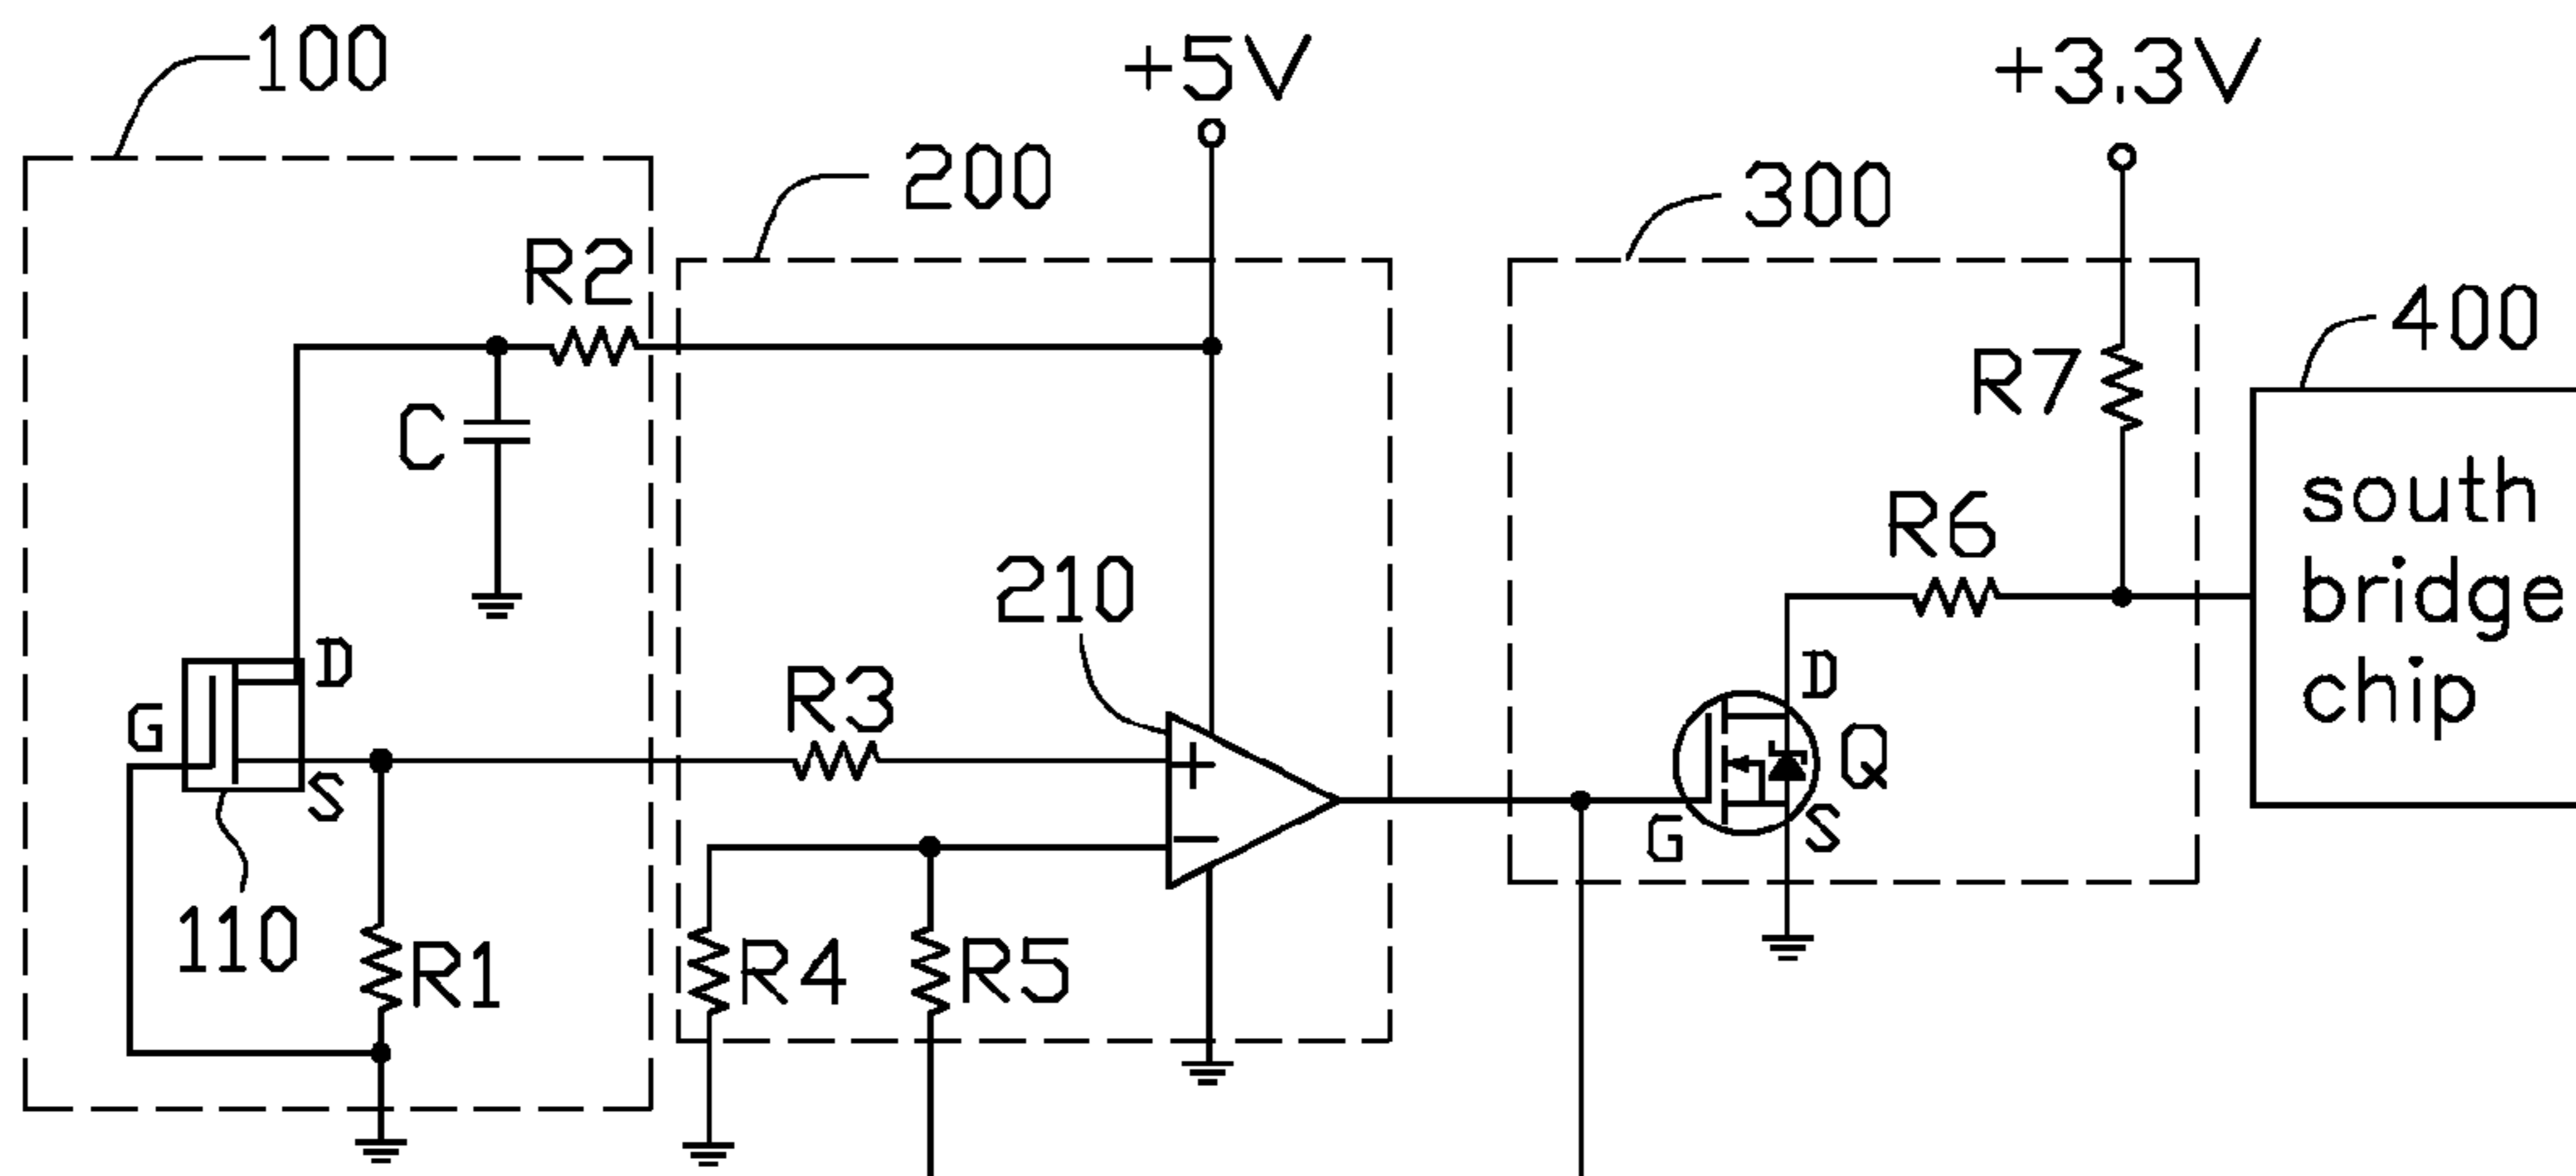 100
+5V
+3.3V
200
300
R2
400
C
R7
south
bridge
chip
R6
210
D
R3
D
G
Q
S
G
S
110
R1
R4
R5
+
−